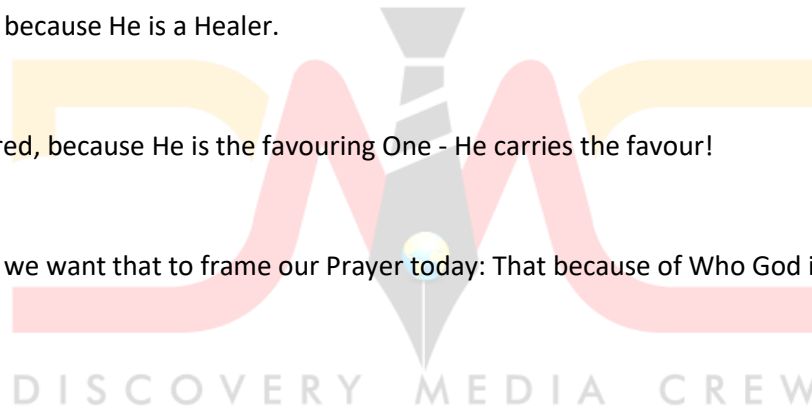 because He is a Healer.
red, because He is the favouring One - He carries the favour!
we want that to frame our Prayer today: That because of Who God i
DISCOVERY MEDIA CREW